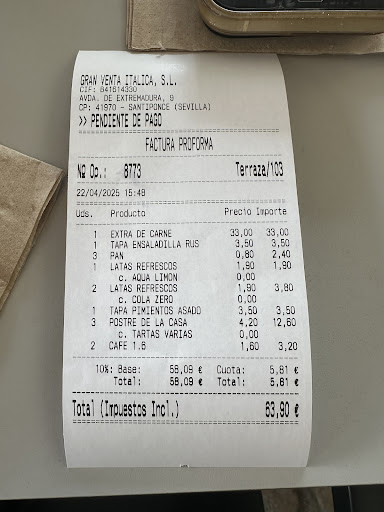 GRAN VENTA ITALICA, S.L.
CIF: B41614330
AVDA. DE EXTREMADURA, 9
CP: 41970 - SANTIPONCE (SEVILLA)
>> PENDIENTE DE PAGO
FACTURA PROFORMA
Nº Op.: 8773 Terraza/103
22/04/2025 15:48
Uds. Producto Precio Importe
1 EXTRA DE CARNE 33,00 33,00
1 TAPA ENSALADILLA RUS 3,50 3,50
3 PAN 0,80 2,40
1 LATAS REFRESCOS 1,90 1,90
c. AQUA LIMON 0,00
2 LATAS REFRESCOS 1,90 3,80
c. COLA ZERO 0,00
1 TAPA PIMIENTOS ASADO 3,50 3,50
3 POSTRE DE LA CASA 4,20 12,60
c. TARTAS VARIAS 0,00
2 CAFE 1.6 1,60 3,20
10%: Base: 58,09 € Cuota: 5,81 €
Total: 58,09 € Total: 5,81 €
Total (Impuestos Incl.) 63,90 €